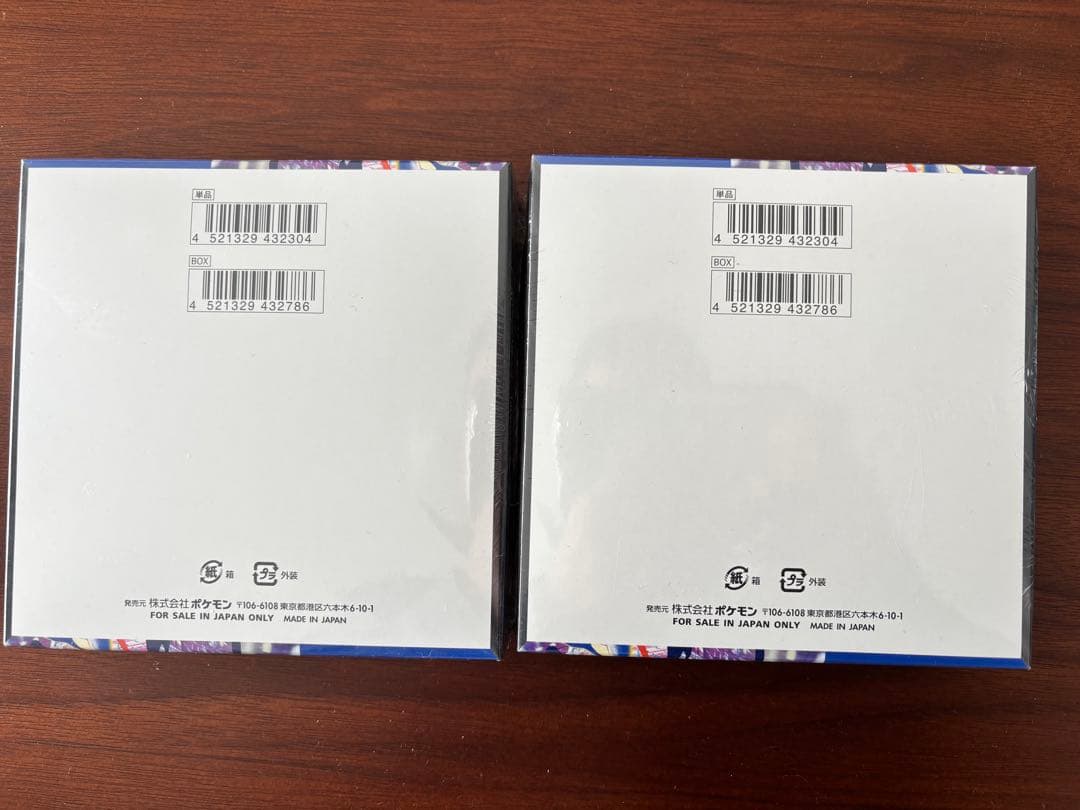 単品
4 521329 432304
BOX
4 521329 432786
紙 箱 プラ 外装
発売元 株式会社ポケモン 〒106-6108 東京都港区六本木6-10-1
FOR SALE IN JAPAN ONLY MADE IN JAPAN
単品
4 521329 432304
BOX
4 521329 432786
紙 箱 プラ 外装
発売元 株式会社ポケモン 〒106-6108 東京都港区六本木6-10-1
FOR SALE IN JAPAN ONLY MADE IN JAPAN